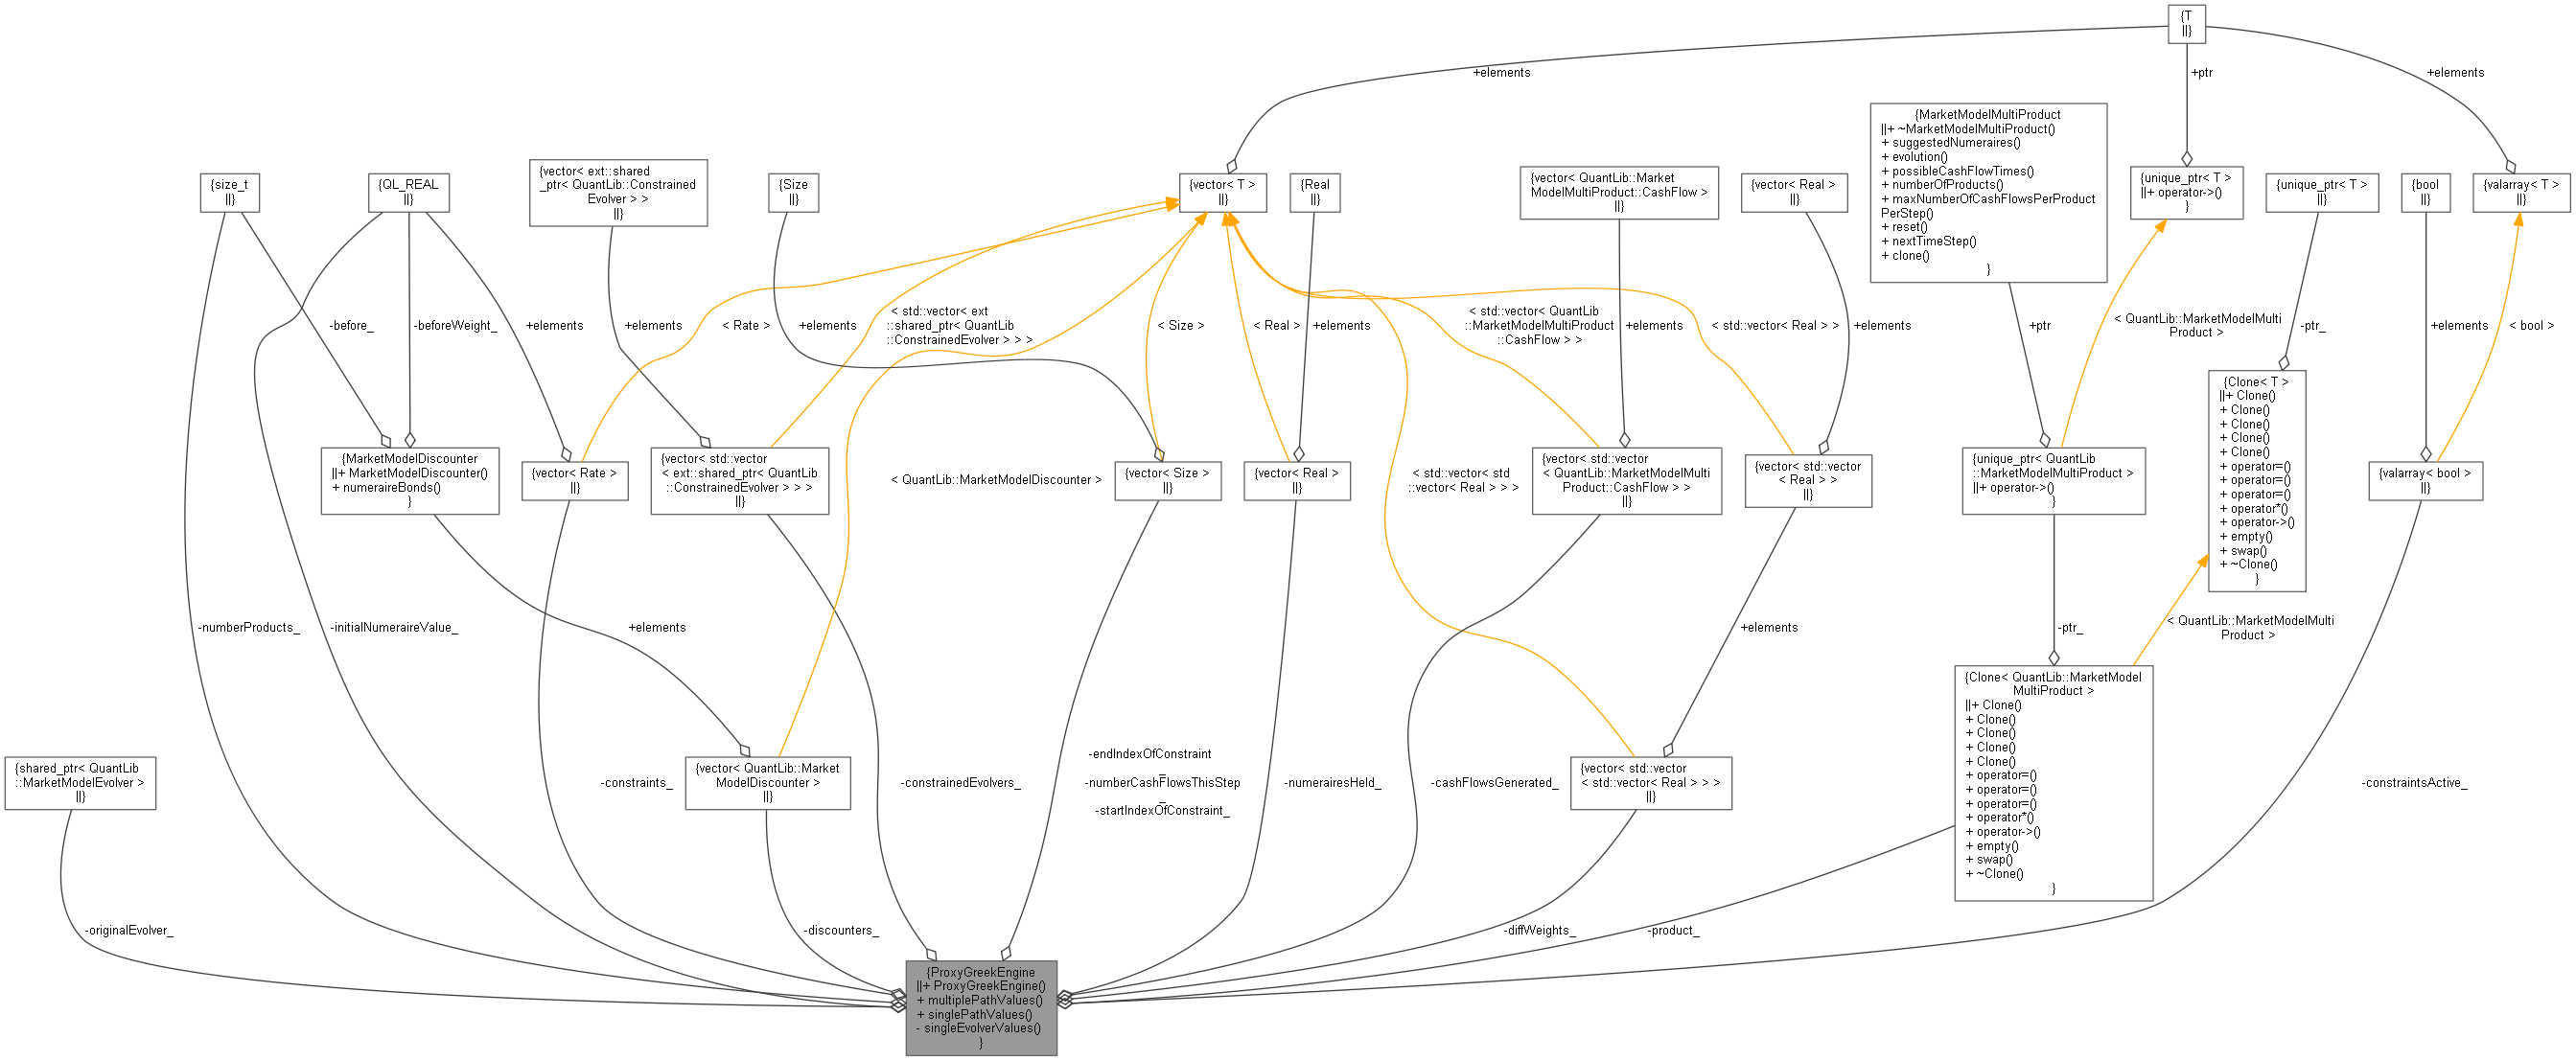 {T
||}
+elements
+ptr
+elements
{MarketModelMultiProduct
||+ ~MarketModelMultiProduct()
+ suggestedNumeraires()
+ evolution()
+ possibleCashFlowTimes()
+ numberOfProducts()
+ maxNumberOfCashFlowsPerProduct
PerStep()
+ reset()
+ nextTimeStep()
+ clone()
}
{size_t
||}
{QL_REAL
||}
{vector< ext::shared
_ptr< QuantLib::Constrained
Evolver > >
||}
{Size
||}
{vector< T >
||}
{Real
||}
{vector< QuantLib::Market
ModelMultiProduct::CashFlow >
||}
{vector< Real >
||}
{unique_ptr< T >
||+ operator->()
}
{unique_ptr< T >
||}
{bool
||}
{valarray< T >
||}
-before_
-beforeWeight_
+elements
+elements
< Rate >
+elements
< std::vector< ext
::shared_ptr< QuantLib
::ConstrainedEvolver > > >
< Size >
< Real >
+elements
< std::vector< QuantLib
::MarketModelMultiProduct
::CashFlow > >
+elements
< std::vector< Real > >
+elements
+ptr
< QuantLib::MarketModelMulti
Product >
-ptr_
+elements
< bool >
{Clone< T >
||+ Clone()
+ Clone()
+ Clone()
+ Clone()
+ Clone()
+ operator=()
+ operator=()
+ operator=()
+ operator*()
+ operator->()
+ empty()
+ swap()
+ ~Clone()
}
{MarketModelDiscounter
||+ MarketModelDiscounter()
+ numeraireBonds()
}
{vector< Rate >
||}
{vector< std::vector
< ext::shared_ptr< QuantLib
::ConstrainedEvolver > > >
||}
< QuantLib::MarketModelDiscounter >
{vector< Size >
||}
{vector< Real >
||}
< std::vector< std
::vector< Real > > >
{vector< std::vector
< QuantLib::MarketModelMulti
Product::CashFlow > >
||}
{vector< std::vector
< Real > >
||}
{unique_ptr< QuantLib
::MarketModelMultiProduct >
||+ operator->()
}
{valarray< bool >
||}
-numberProducts_
-initialNumeraireValue_
+elements
+elements
-ptr_
< QuantLib::MarketModelMulti
Product >
{Clone< QuantLib::MarketModel
MultiProduct >
||+ Clone()
+ Clone()
+ Clone()
+ Clone()
+ Clone()
+ operator=()
+ operator=()
+ operator=()
+ operator*()
+ operator->()
+ empty()
+ swap()
+ ~Clone()
}
{shared_ptr< QuantLib
::MarketModelEvolver >
||}
-constraints_
{vector< QuantLib::Market
ModelDiscounter >
||}
-constrainedEvolvers_
-endIndexOfConstraint
_
-numberCashFlowsThisStep
_
-startIndexOfConstraint_
-numerairesHeld_
-cashFlowsGenerated_
{vector< std::vector
< std::vector< Real > > >
||}
-constraintsActive_
-originalEvolver_
-discounters_
-diffWeights_
-product_
{ProxyGreekEngine
||+ ProxyGreekEngine()
+ multiplePathValues()
+ singlePathValues()
- singleEvolverValues()
}